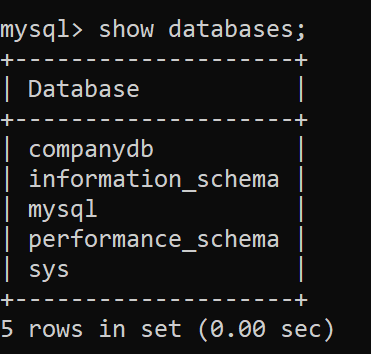 mysql> show databases;
+--------------------+
| Database           |
+--------------------+
| companydb          |
| information_schema |
| mysql              |
| performance_schema |
| sys                |
+--------------------+
5 rows in set (0.00 sec)